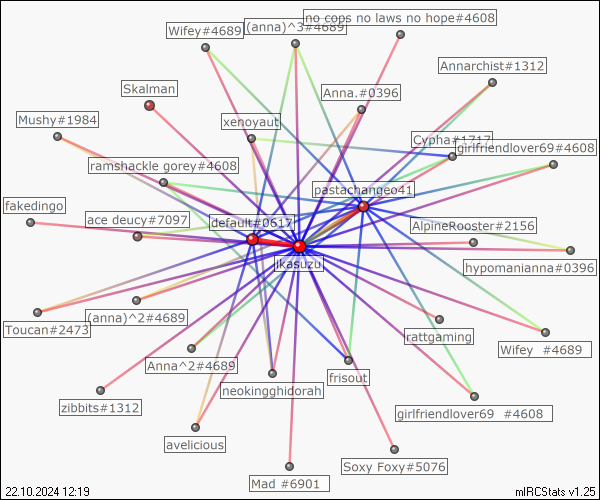 no cops no laws no hope#4608
Wifey#4689
(anna)^3#4689
Annarchist#1312
Skalman
Anna.#0396
Mushy#1984
xenoyaut
Cypha#1717
girlfriendlover69#4608
ramshackle gorey#4608
pastachangeo41
fakedingo
ace deucy#7097
default#0617
AlpineRooster#2156
ikasuzu
hypomanianna#0396
(anna)^2#4689
Toucan#2473
rattgaming
Wifey #4689
Anna^2#4689
frisout
neokingghidorah
zibbits#1312
girlfriendlover69 #4608
avelicious
Soxy Foxy#5076
Mad #6901
22.10.2024 12:19
mIRCStats v1.25